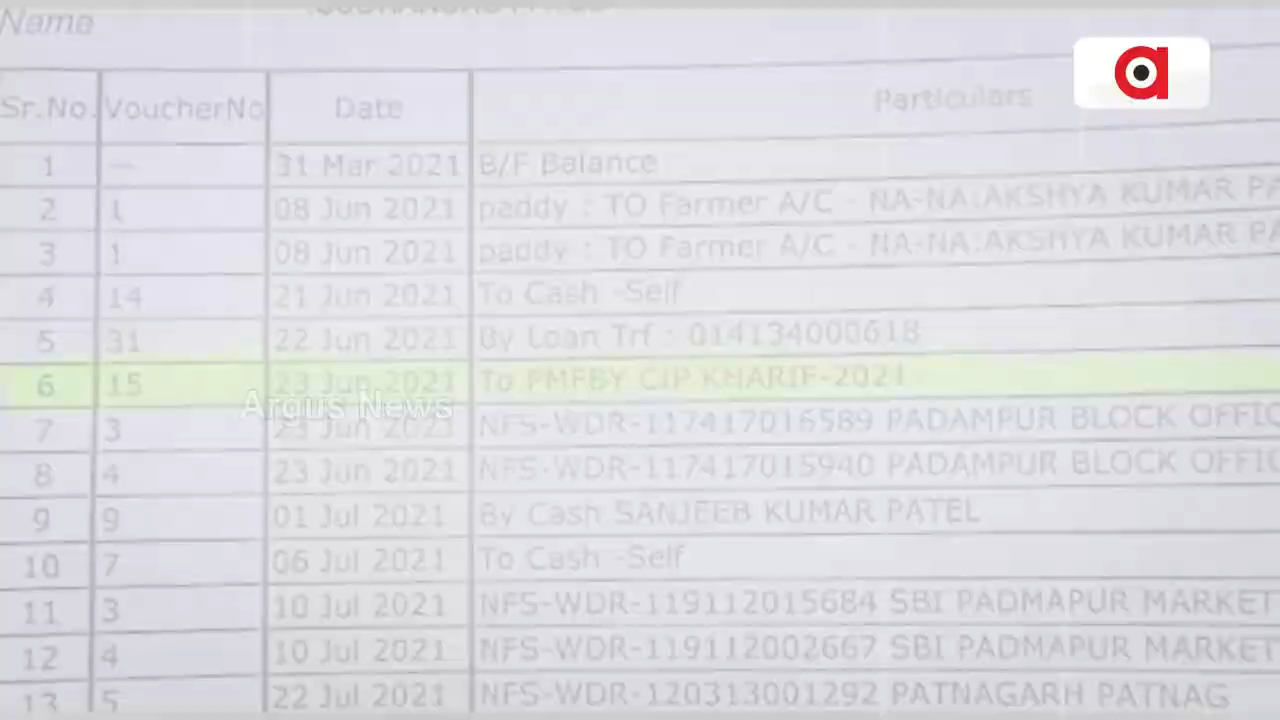 Name
Sr.No. VoucherNo Date Particulars
1 — 31 Mar 2021 B/F Balance
2 1 08 Jun 2021 paddy : TO Farmer A/C - NA-NA:AKSHYA KUMAR PA
3 1 08 Jun 2021 paddy : TO Farmer A/C - NA-NA:AKSHYA KUMAR PA
4 14 21 Jun 2021 To Cash -Self
5 31 22 Jun 2021 By Loan Trf : 014134000618
6 15 23 Jun 2021 To PMFBY CIP KHARIF-2021
Argus News
7 3 23 Jun 2021 NFS-WDR-117417016589 PADAMPUR BLOCK OFFIC
8 4 23 Jun 2021 NFS-WDR-117417015940 PADAMPUR BLOCK OFFIC
9 9 01 Jul 2021 By Cash SANJEEB KUMAR PATEL
10 7 06 Jul 2021 To Cash -Self
11 3 10 Jul 2021 NFS-WDR-119112015684 SBI PADMAPUR MARKET
12 4 10 Jul 2021 NFS-WDR-119112002667 SBI PADMAPUR MARKET
13 5 22 Jul 2021 NFS-WDR-120313001292 PATNAGARH PATNAG